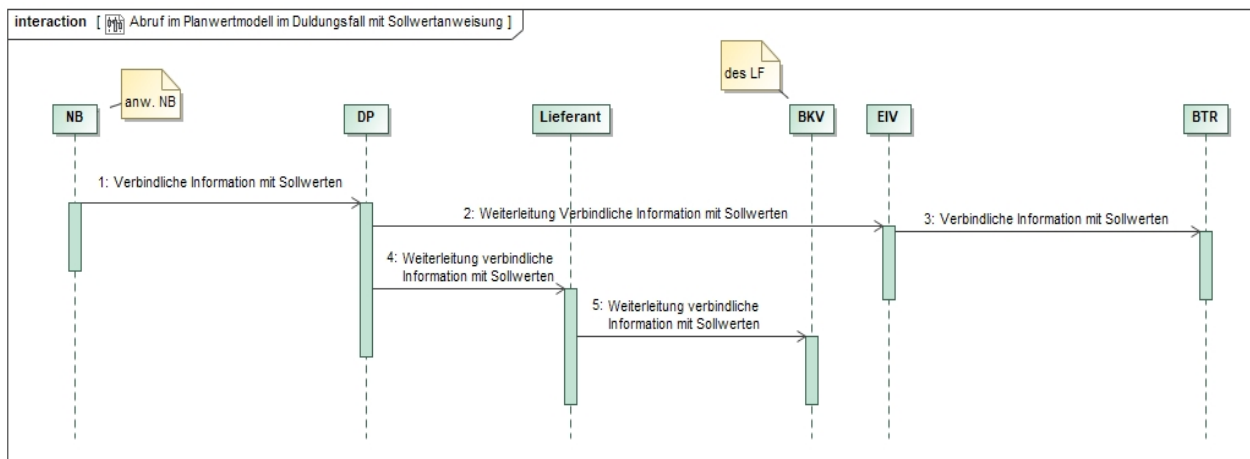 interaction [ Abruf im Planwertmodell im Duldungsfall mit Sollwertanweisung ]
anw. NB
des LF
NB
DP
Lieferant
BKV
EIV
BTR
1: Verbindliche Information mit Sollwerten
2: Weiterleitung Verbindliche Information mit Sollwerten
3: Verbindliche Information mit Sollwerten
4: Weiterleitung verbindliche
Information mit Sollwerten
5: Weiterleitung verbindliche
Information mit Sollwerten